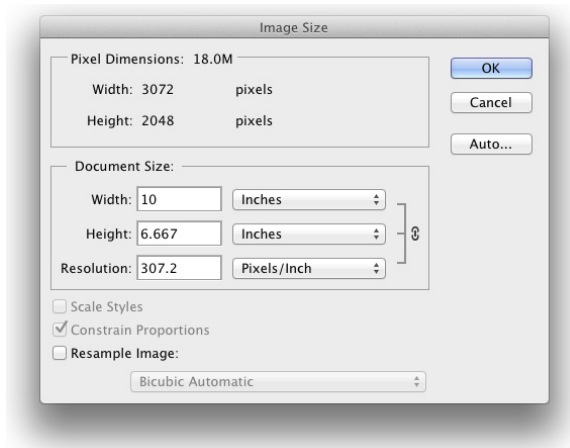 Image Size
Pixel Dimensions: 18.0M
Width: 3072 pixels
Height: 2048 pixels
Document Size:
Width: 10 Inches
Height: 6.667 Inches
Resolution: 307.2 Pixels/Inch
Scale Styles
Constrain Proportions
Resample Image:
Bicubic Automatic
OK
Cancel
Auto...